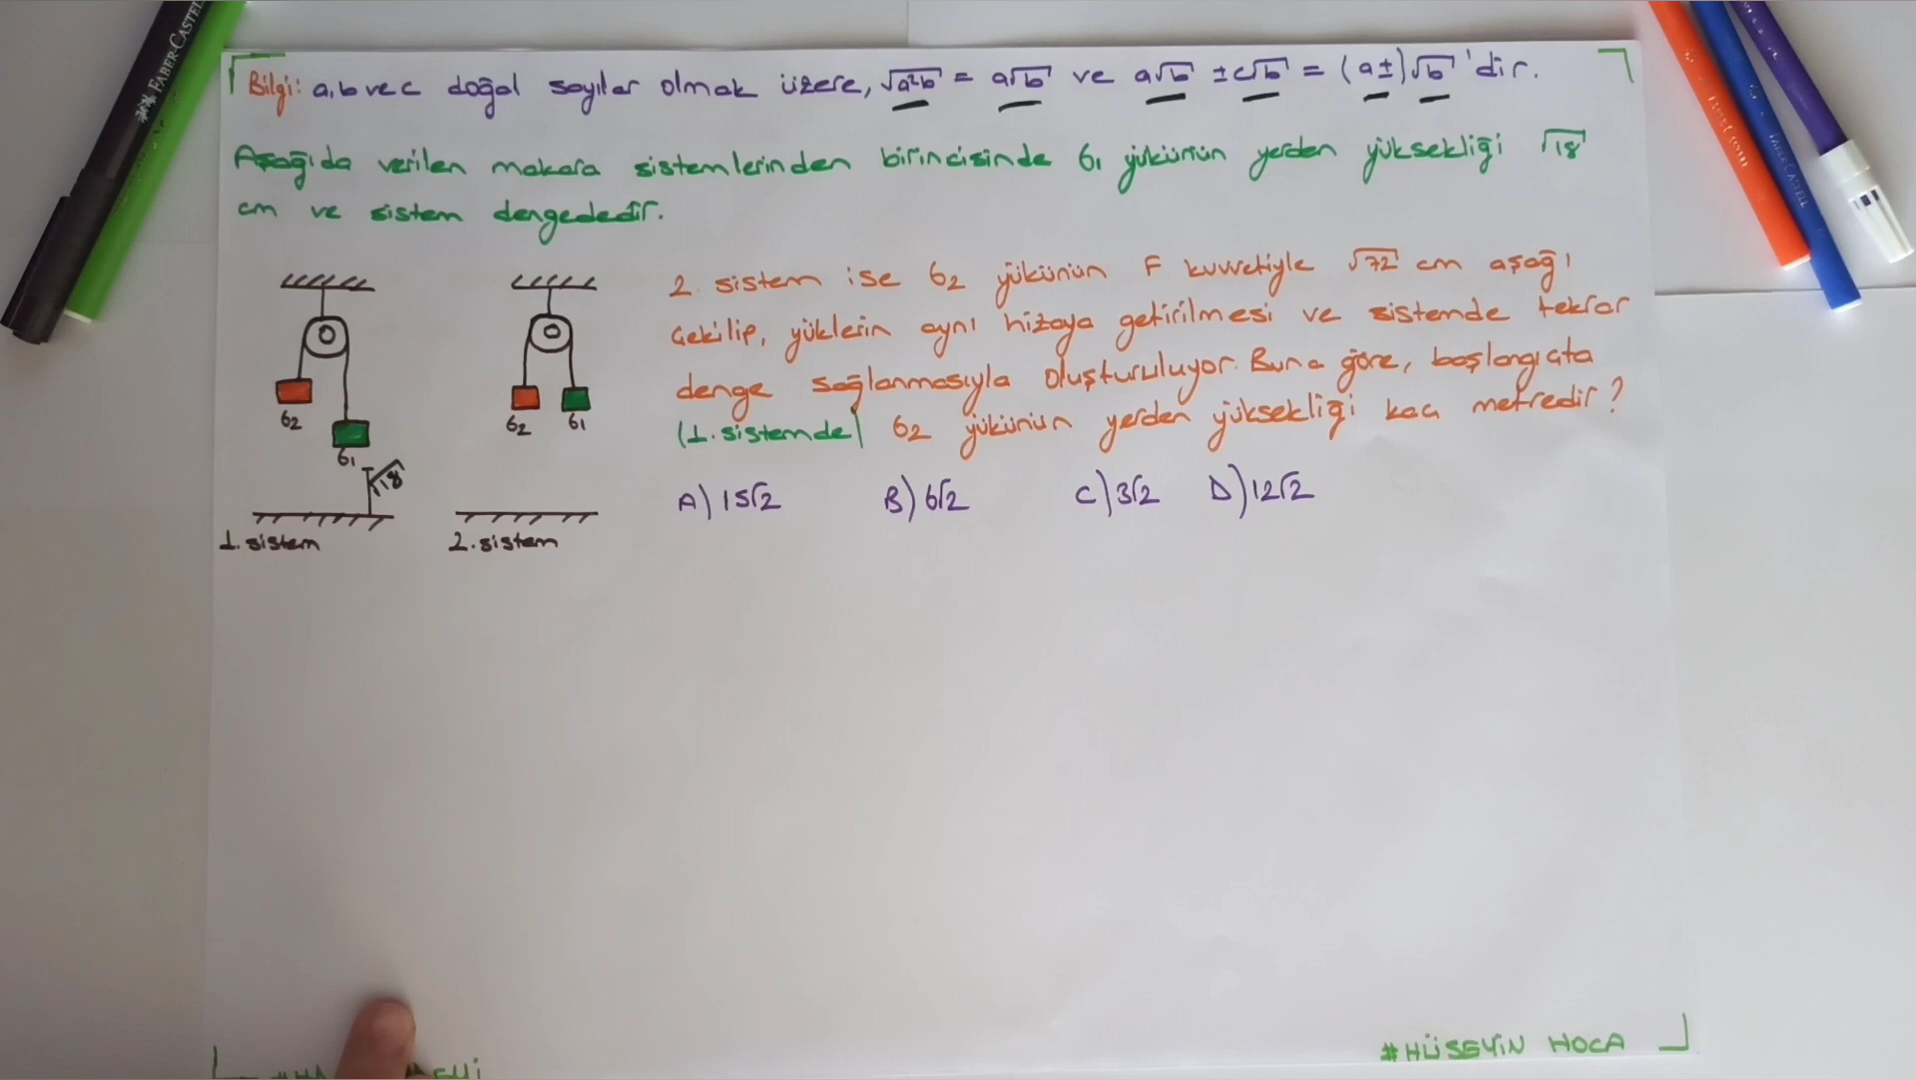 FABER-CASTELL
Bilgi: a,b ve c doğal sayılar olmak üzere, √a²b = a√b ve a√b ±c√b = (a±)√b 'dir.
Aşağıda verilen makara sistemlerinden birincisinde G₁ yükünün yerden yüksekliği √18
cm ve sistem dengededir.
2. sistem ise G₂ yükünün F kuvvetiyle √72 cm aşağı
çekilip, yüklerin aynı hizaya getirilmesi ve sistemde tekrar
denge sağlanmasıyla oluşturuluyor. Buna göre, başlangıçta
(1.sistemde) G₂ yükünün yerden yüksekliği kaç metredir?
A) 15√2 B) 6√2 C) 3√2 D) 12√2
G₂
G₁
√18
1.sistem
G₂ G₁
2.sistem
#HÜSEYİN HOCA